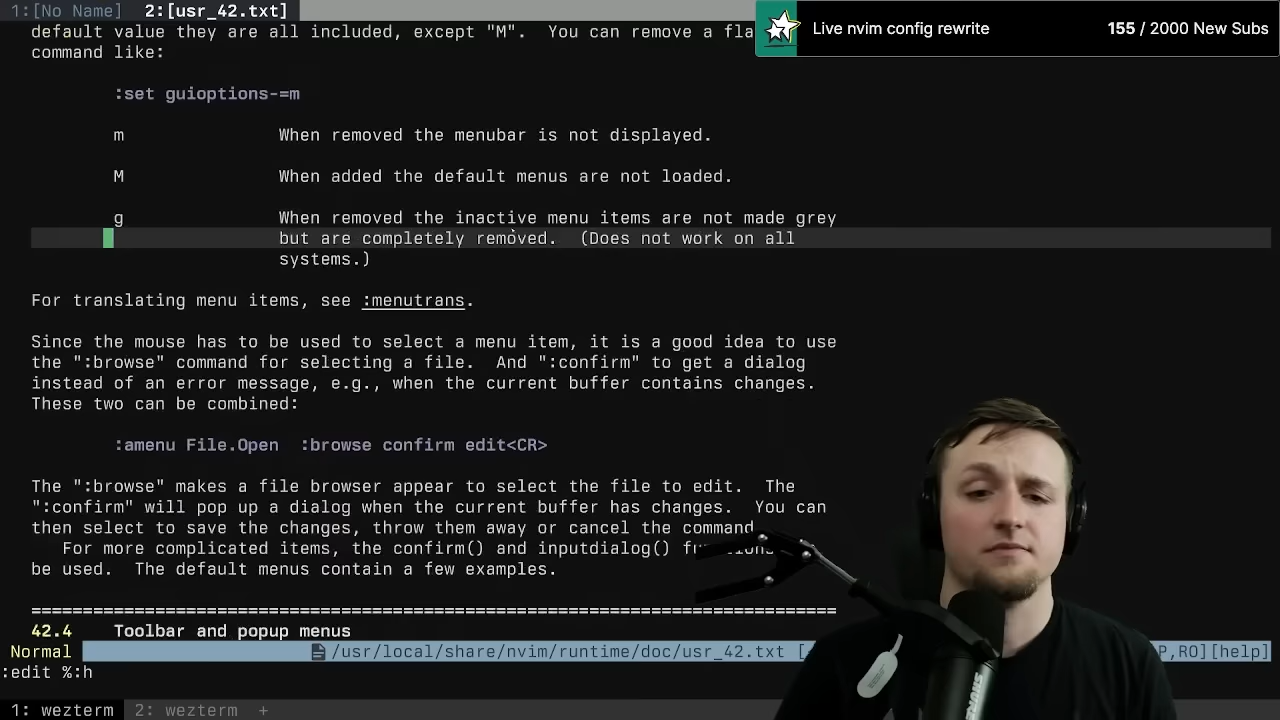 1:[No Name]  2:[usr_42.txt]
Live nvim config rewrite 155 / 2000 New Subs
default value they are all included, except "M".  You can remove a
command like:
:set guioptions-=m
m When removed the menubar is not displayed.
M When added the default menus are not loaded.
g When removed the inactive menu items are not made grey
but are completely removed.  (Does not work on all
systems.)
For translating menu items, see :menutrans.
Since the mouse has to be used to select a menu item, it is a good idea to use
the ":browse" command for selecting a file.  And ":confirm" to get a dialog
instead of an error message, e.g., when the current buffer contains changes.
These two can be combined:
:amenu File.Open  :browse confirm edit<CR>
The ":browse" makes a file browser appear to select the file to edit.  The
":confirm" will pop up a dialog when the current buffer has changes.  You can
then select to save the changes, throw them away or cancel the command
For more complicated items, the confirm() and inputdialog()
be used.  The default menus contain a few examples.
==============================================================================
42.4 Toolbar and popup menus
Normal /usr/local/share/nvim/runtime/doc/usr_42.txt [ P,RO][help]
:edit %:h
1: wezterm 2: wezterm +